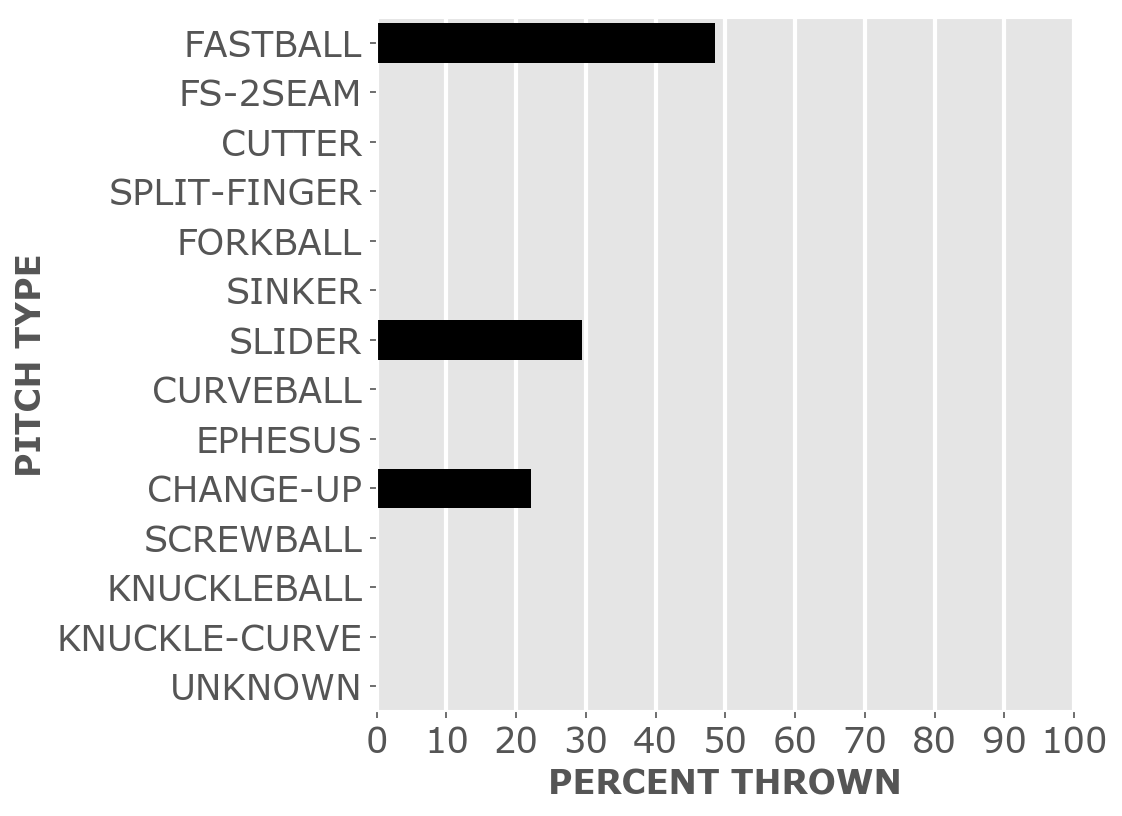 FASTBALL
FS-2SEAM
CUTTER
SPLIT-FINGER
FORKBALL
SINKER
SLIDER
CURVEBALL
EPHESUS
CHANGE-UP
SCREWBALL
KNUCKLEBALL
KNUCKLE-CURVE
UNKNOWN
PITCH TYPE
0 10 20 30 40 50 60 70 80 90 100
PERCENT THROWN